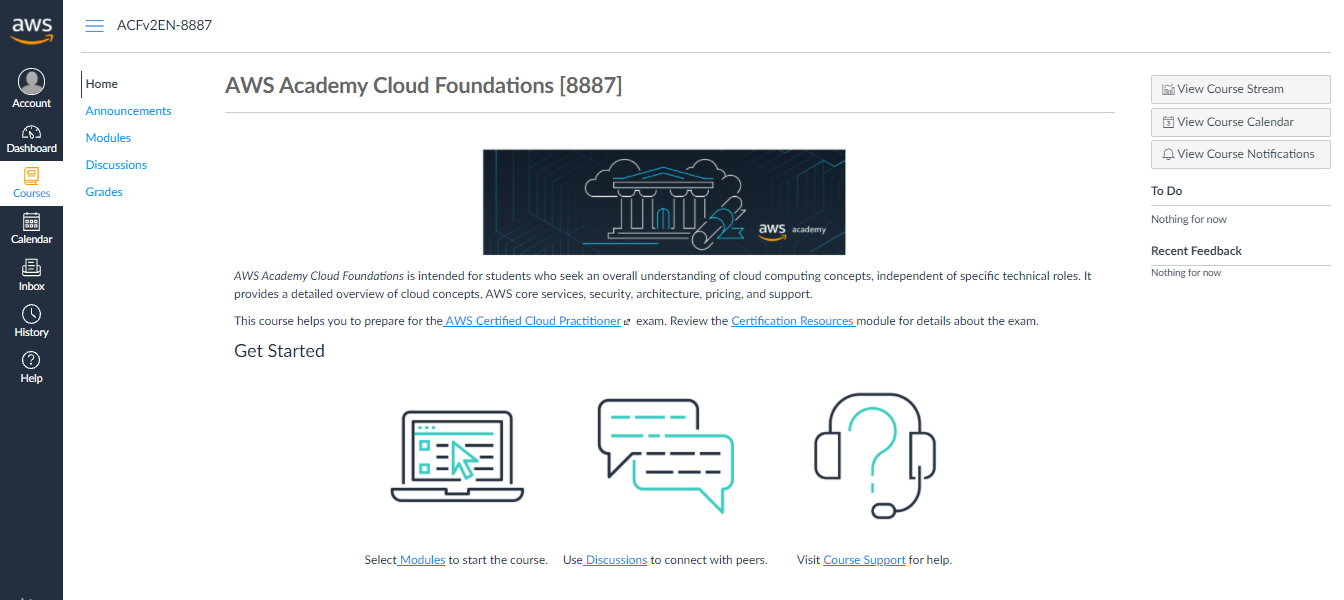 aws
ACFv2EN-8887
Account
Dashboard
Courses
Calendar
Inbox
History
Help
Home
Announcements
Modules
Discussions
Grades
AWS Academy Cloud Foundations [8887]
aws academy
AWS Academy Cloud Foundations is intended for students who seek an overall understanding of cloud computing concepts, independent of specific technical roles. It
provides a detailed overview of cloud concepts, AWS core services, security, architecture, pricing, and support.
This course helps you to prepare for the AWS Certified Cloud Practitioner exam. Review the Certification Resources module for details about the exam.
Get Started
Select Modules to start the course.
Use Discussions to connect with peers.
Visit Course Support for help.
View Course Stream
View Course Calendar
View Course Notifications
To Do
Nothing for now
Recent Feedback
Nothing for now